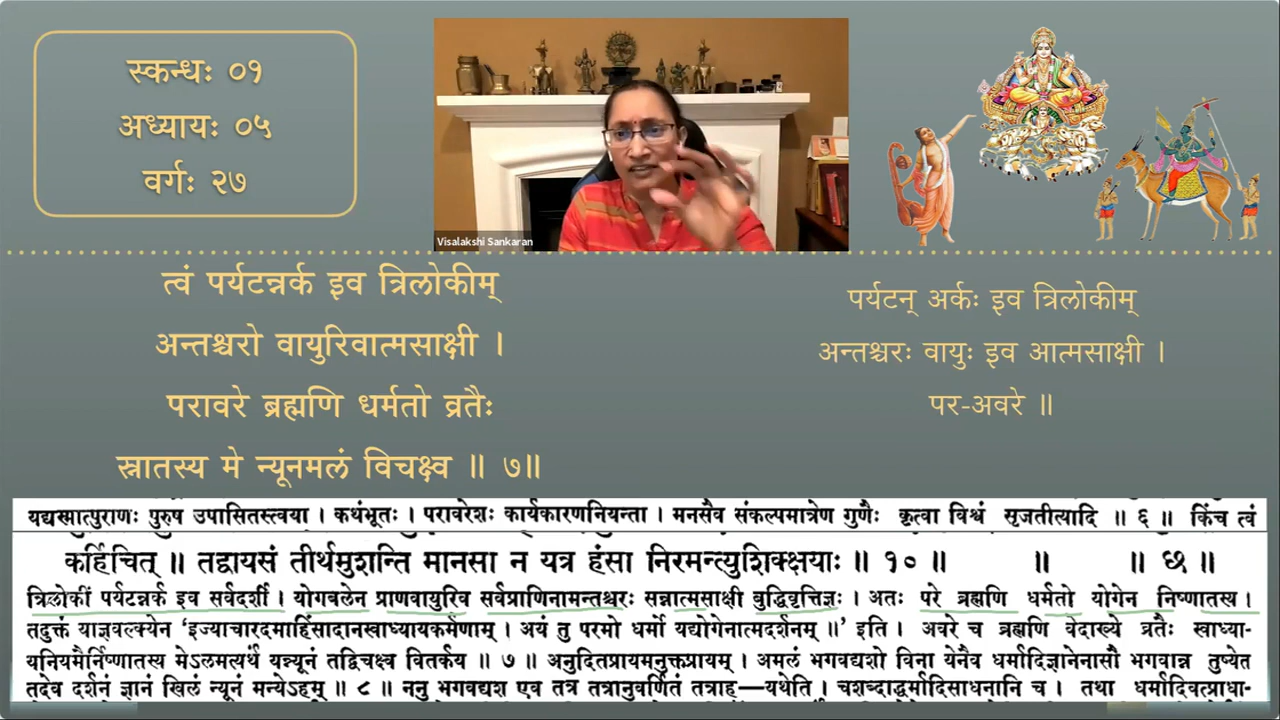 स्कन्धः ०१
अध्यायः ०५
वर्गः २७
Visalakshi Sankaran
त्वं पर्यटन्नर्क इव त्रिलोकीम्
अन्तश्चरो वायुरिवात्मसाक्षी ।
परावरे ब्रह्मणि धर्मतो व्रतैः
स्नातस्य मे न्यूनमलं विचक्ष्व ॥ ७॥
पर्यटन् अर्कः इव त्रिलोकीम्
अन्तश्चरः वायुः इव आत्मसाक्षी ।
पर-अवरे ॥
यद्यस्मात्पुराणः पुरुष उपासितस्त्वया । कथंभूतः । परावरेशः कार्यकारणनियन्ता । मनसैव संकल्पमात्रेण गुणैः कृत्वा विश्वं सृजतीत्यादि ॥ ६ ॥ किंच त्वं
कर्हिचित् ॥ तद्वायसं तीर्थमुशन्ति मानसा न यत्र हंसा निरमन्त्युशिक्क्षयाः ॥ १० ॥ ॥ ॥ छ ॥
त्रिलोकीं पर्यटन्नर्क इव सर्वदर्शी । योगबलेन प्राणवायुरिव सर्वप्राणिनामन्तश्चरः सन्नात्मसाक्षी बुद्धिवृत्तिज्ञः । अतः परे ब्रह्मणि धर्मतो योगेन निष्णातस्य ।
तदुक्तं याज्ञवल्क्येन 'इज्याचारदमाहिंसादानस्वाध्यायकर्मणाम् । अयं तु परमो धर्मो यद्योगेनात्मदर्शनम् ॥' इति । अवरे च ब्रह्मणि वेदाख्ये व्रतैः स्वाध्या-
यनियमैर्निष्णातस्य मेऽलमत्यर्थं यन्न्यूनं तद्विचक्ष्व वितर्कय ॥ ७ ॥ अनुदितप्रायमनुक्तप्रायम् । अमलं भगवद्यशो विना येनैव धर्मादिज्ञानेनासौ भगवान्न तुष्येत
तदेव दर्शनं ज्ञानं खिलं न्यूनं मन्येऽहम् ॥ ८ ॥ ननु भगवद्यश एव तत्र तत्रानुवर्णितं तत्राह—यथेति । चशब्दाद्धर्मादिसाधनानि च । तथा धर्मादिवत्प्राधा-